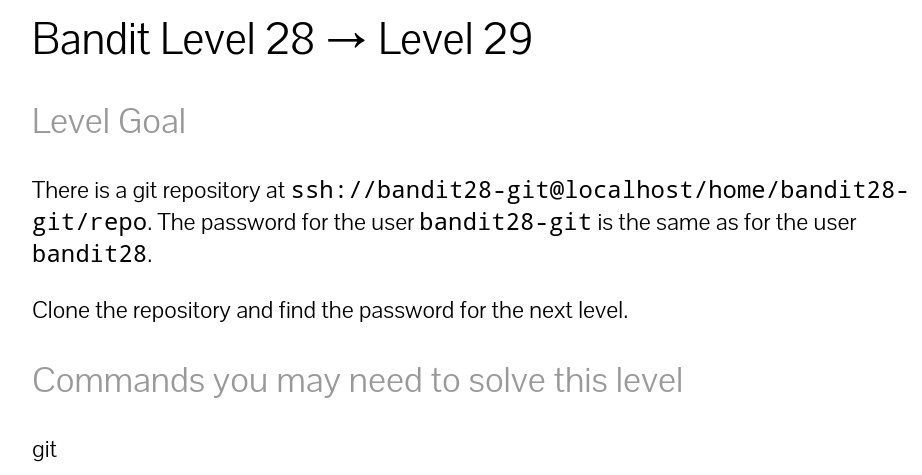 Bandit Level 28 → Level 29
Level Goal
There is a git repository at ssh://bandit28-git@localhost/home/bandit28-
git/repo. The password for the user bandit28-git is the same as for the user
bandit28.
Clone the repository and find the password for the next level.
Commands you may need to solve this level
git